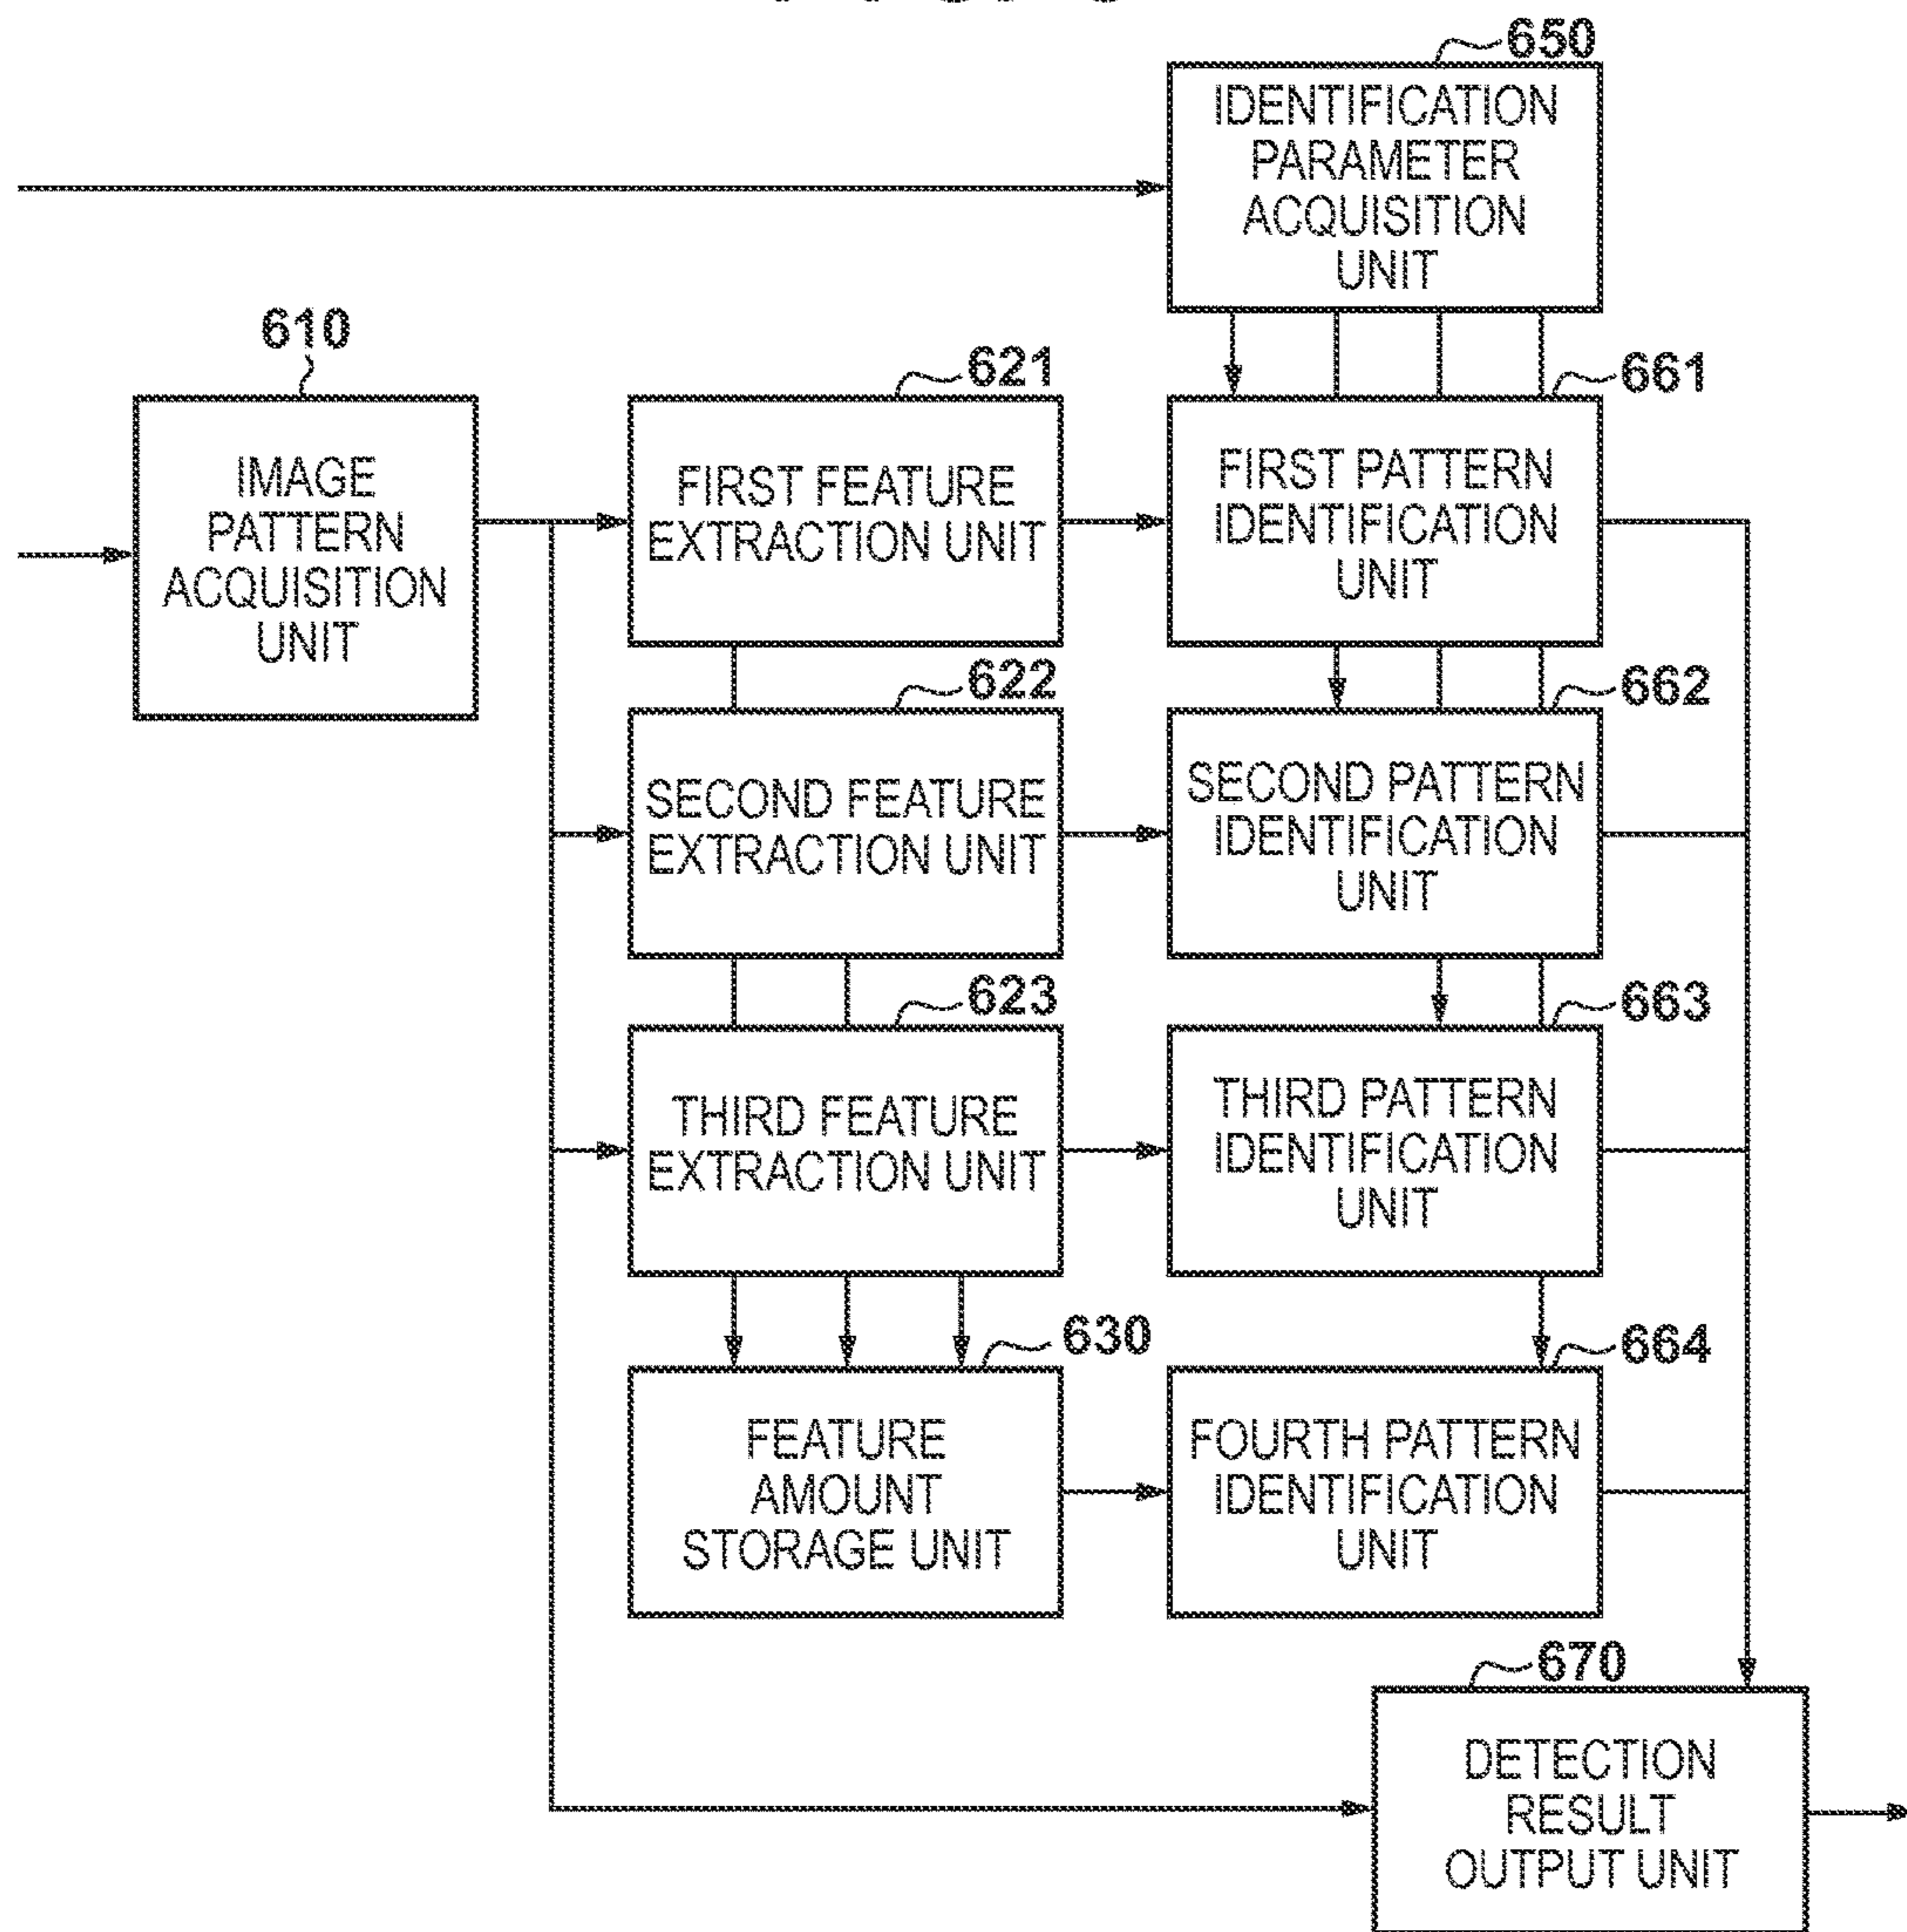 650
IDENTIFICATION
PARAMETER
ACQUISITION
UNIT
610
IMAGE
PATTERN
ACQUISITION
UNIT
621
FIRST FEATURE
EXTRACTION UNIT
661
FIRST PATTERN
IDENTIFICATION
UNIT
622
SECOND FEATURE
EXTRACTION UNIT
662
SECOND PATTERN
IDENTIFICATION
UNIT
623
THIRD FEATURE
EXTRACTION UNIT
663
THIRD PATTERN
IDENTIFICATION
UNIT
630
FEATURE
AMOUNT
STORAGE UNIT
664
FOURTH PATTERN
IDENTIFICATION
UNIT
670
DETECTION
RESULT
OUTPUT UNIT